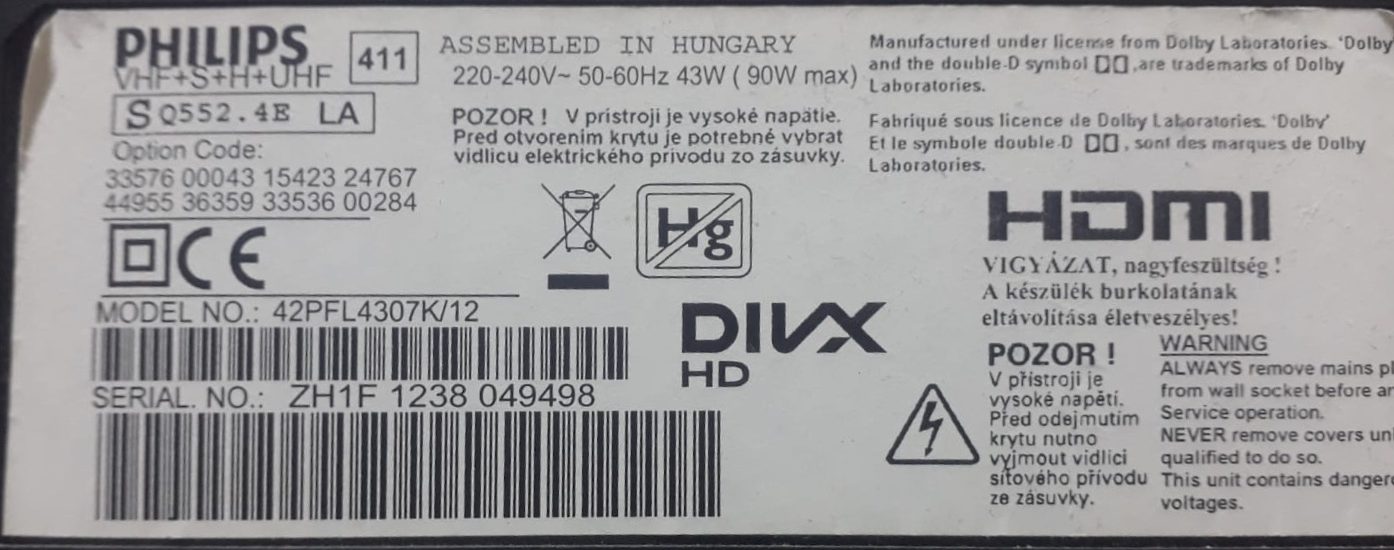 PHILIPS
VHF+S+H+UHF
411
S Q552.4E LA
Option Code:
33576 00043 15423 24767
44955 36359 33536 00284
CE
MODEL NO.: 42PFL4307K/12
SERIAL. NO.: ZH1F 1238 049498
ASSEMBLED IN HUNGARY
220-240V~ 50-60Hz 43W ( 90W max)
POZOR ! V prístroji je vysoké napätie.
Pred otvorením krytu je potrebné vybrat
vidlicu elektrického prívodu zo zásuvky.
Hg
DIVX
HD
Manufactured under license from Dolby Laboratories. 'Dolby'
and the double-D symbol ,are trademarks of Dolby
Laboratories.
Fabriqué sous licence de Dolby Laboratories. 'Dolby'
Et le symbole double-D , sont des marques de Dolby
Laboratories.
HDMI
VIGYÁZAT, nagyfeszültség !
A készülék burkolatának
eltávolítása életveszélyes!
POZOR !
V přístroji je
vysoké napětí.
Před odejmutím
krytu nutno
vyjmout vidlici
síťového přívodu
ze zásuvky.
WARNING
ALWAYS remove mains
from wall socket before
Service operation.
NEVER remove covers
qualified to do so.
This unit contains
voltages.